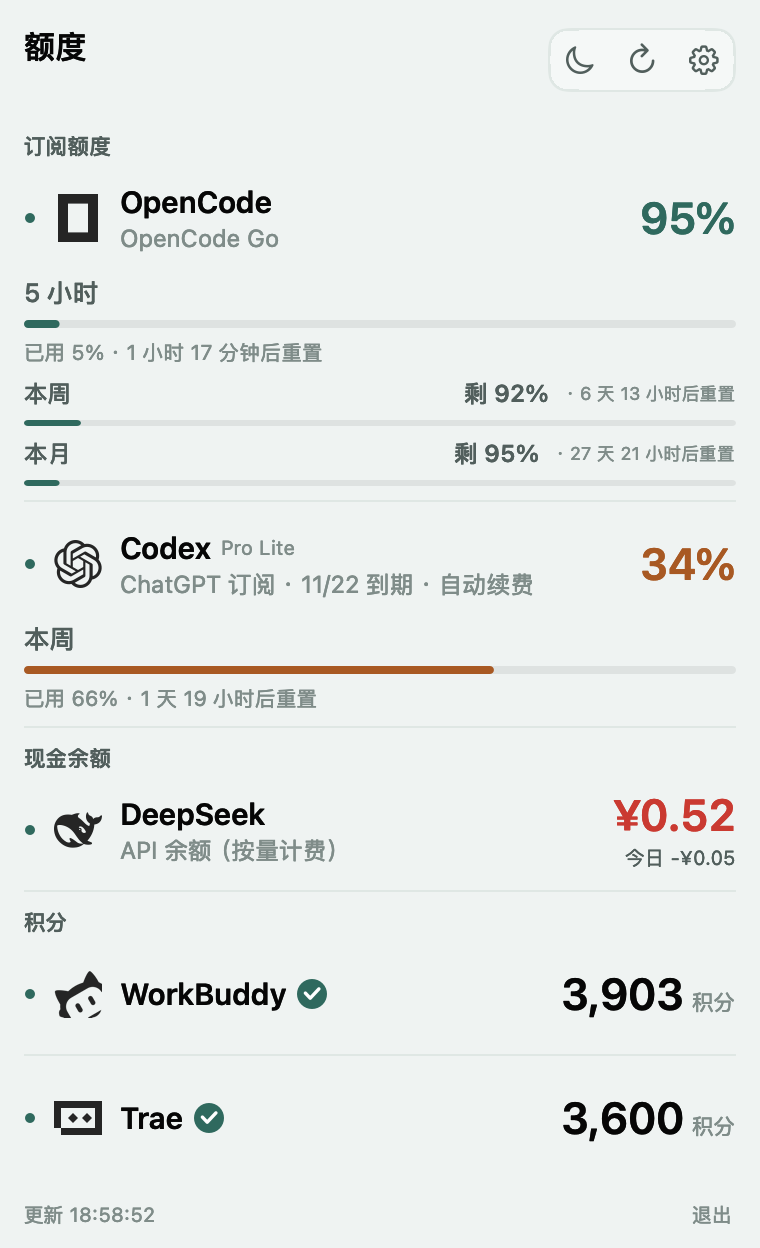 额度
订阅额度
OpenCode
OpenCode Go
95%
5 小时
已用 5% · 1 小时 17 分钟后重置
本周 剩 92% · 6 天 13 小时后重置
本月 剩 95% · 27 天 21 小时后重置
Codex Pro Lite
ChatGPT 订阅 · 11/22 到期 · 自动续费
34%
本周
已用 66% · 1 天 19 小时后重置
现金余额
DeepSeek
API 余额（按量计费）
¥0.52
今日 -¥0.05
积分
WorkBuddy 3,903 积分
Trae 3,600 积分
更新 18:58:52 退出